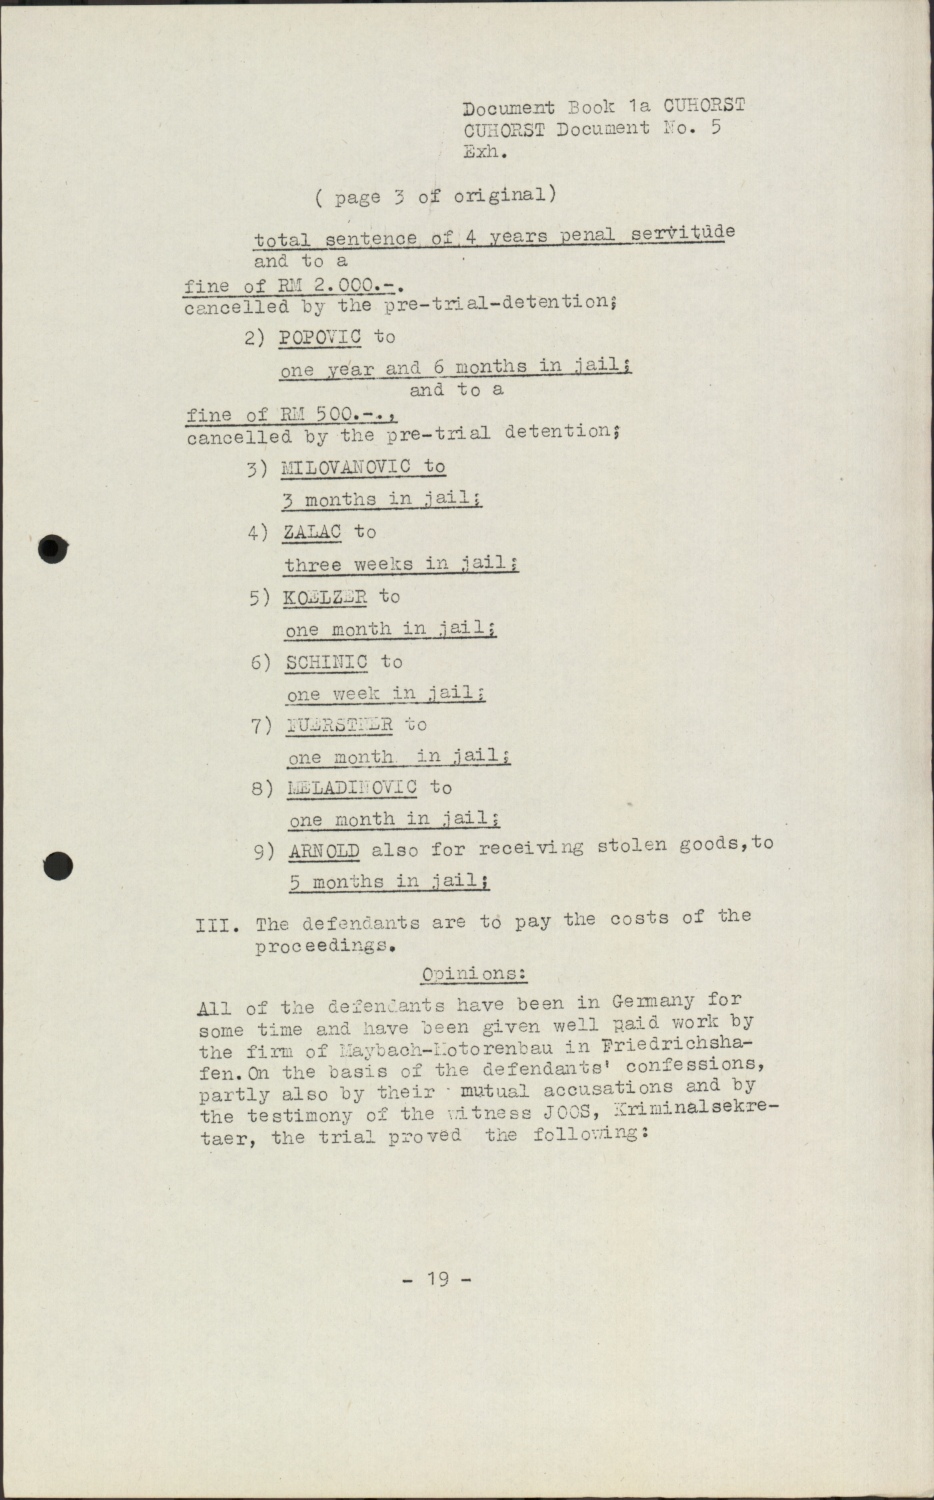 Document Book 1a CUHORST
CUHORST Document No. 5
Exh.
( page 3 of original)
total sentence of 4 years penal servitude
and to a
fine of RM 2.000.-.
cancelled by the pre-trial-detention;
2) POPOVIC to
one year and 6 months in jail;
and to a
fine of RM 500.-.,
cancelled by the pre-trial detention;
3) MILOVANOVIC to
3 months in jail;
4) ZALAC to
three weeks in jail;
5) KOELZER to
one month in jail;
6) SCHINIC to
one week in jail;
7) FUERSTNER to
one month in jail;
8) MELADINOVIC to
one month in jail;
9) ARNOLD also for receiving stolen goods,to
5 months in jail;
III. The defendants are to pay the costs of the
proceedings.
Opinions:
All of the defendants have been in Germany for
some time and have been given well paid work by
the firm of Maybach-Motorenbau in Friedrichsha-
fen.On the basis of the defendants' confessions,
partly also by their mutual accusations and by
the testimony of the witness JOOS, Kriminalsekre-
taer, the trial proved the following:
- 19 -